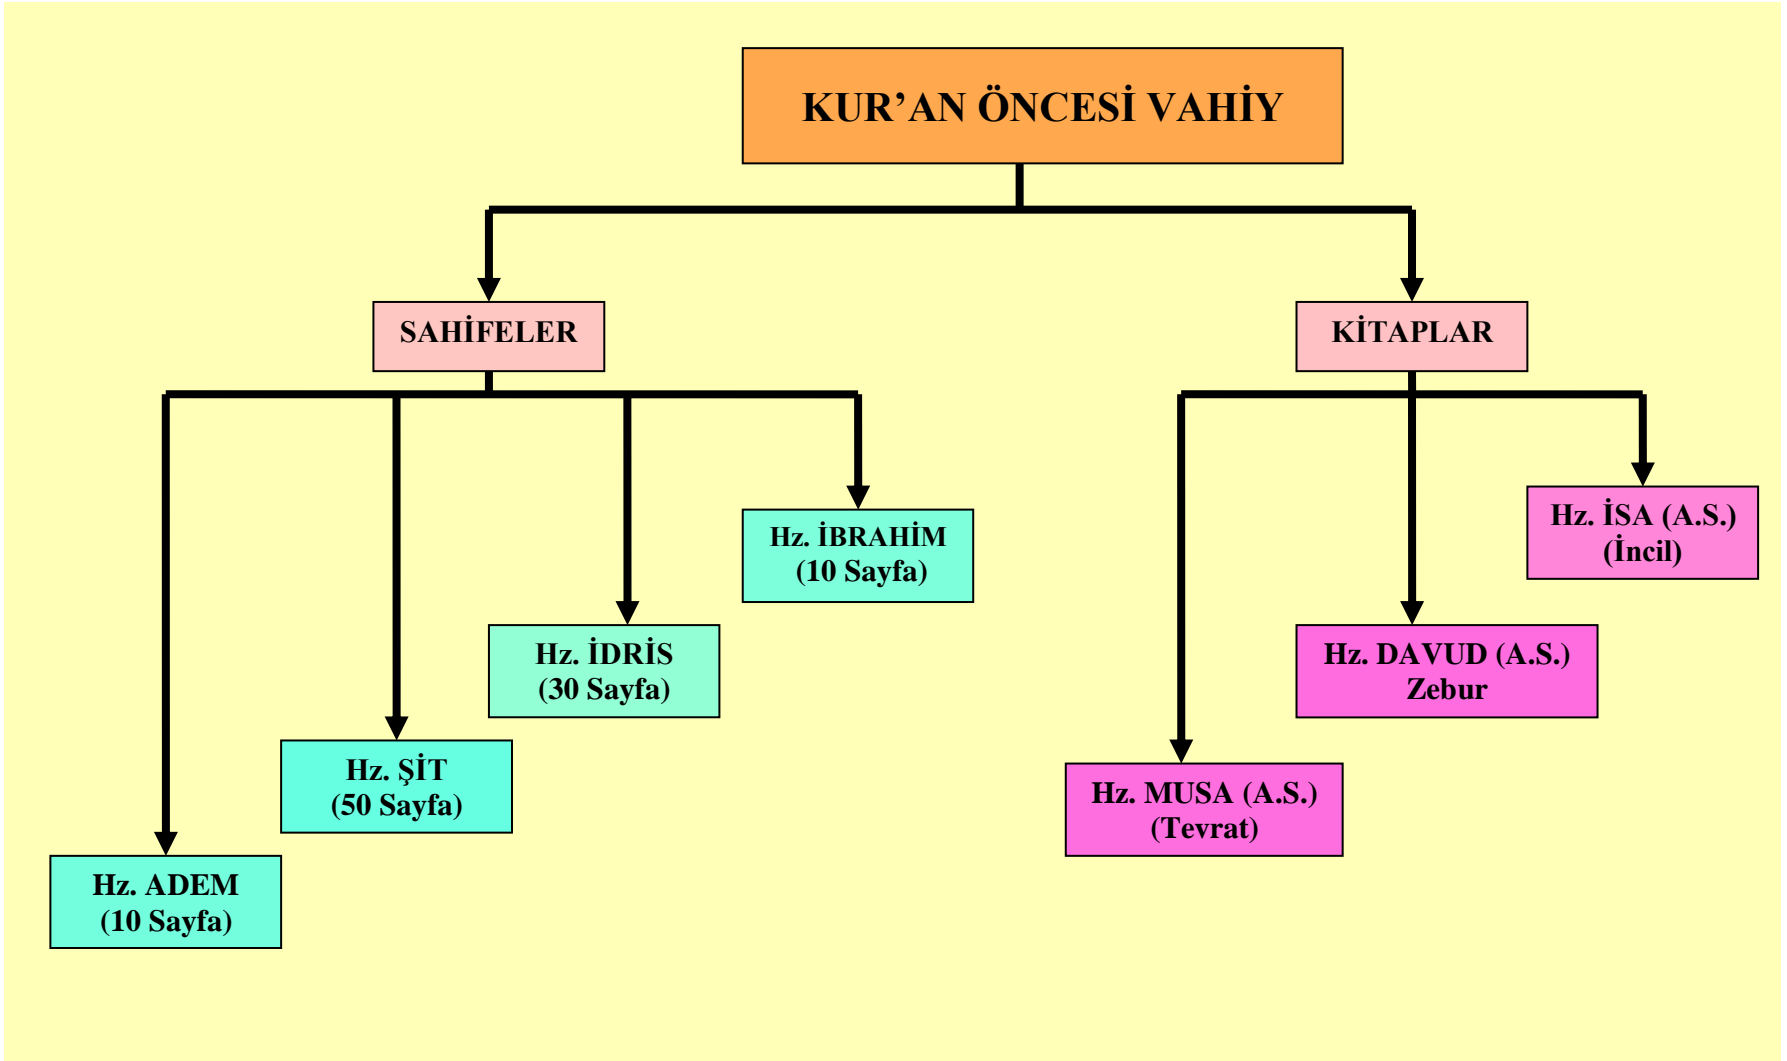 KUR’AN ÖNCESİ VAHİY
SAHİFELER
KİTAPLAR
Hz. İBRAHİM
(10 Sayfa)
Hz. İDRİS
(30 Sayfa)
Hz. ŞİT
(50 Sayfa)
Hz. ADEM
(10 Sayfa)
Hz. İSA (A.S.)
(İncil)
Hz. DAVUD (A.S.)
Zebur
Hz. MUSA (A.S.)
(Tevrat)